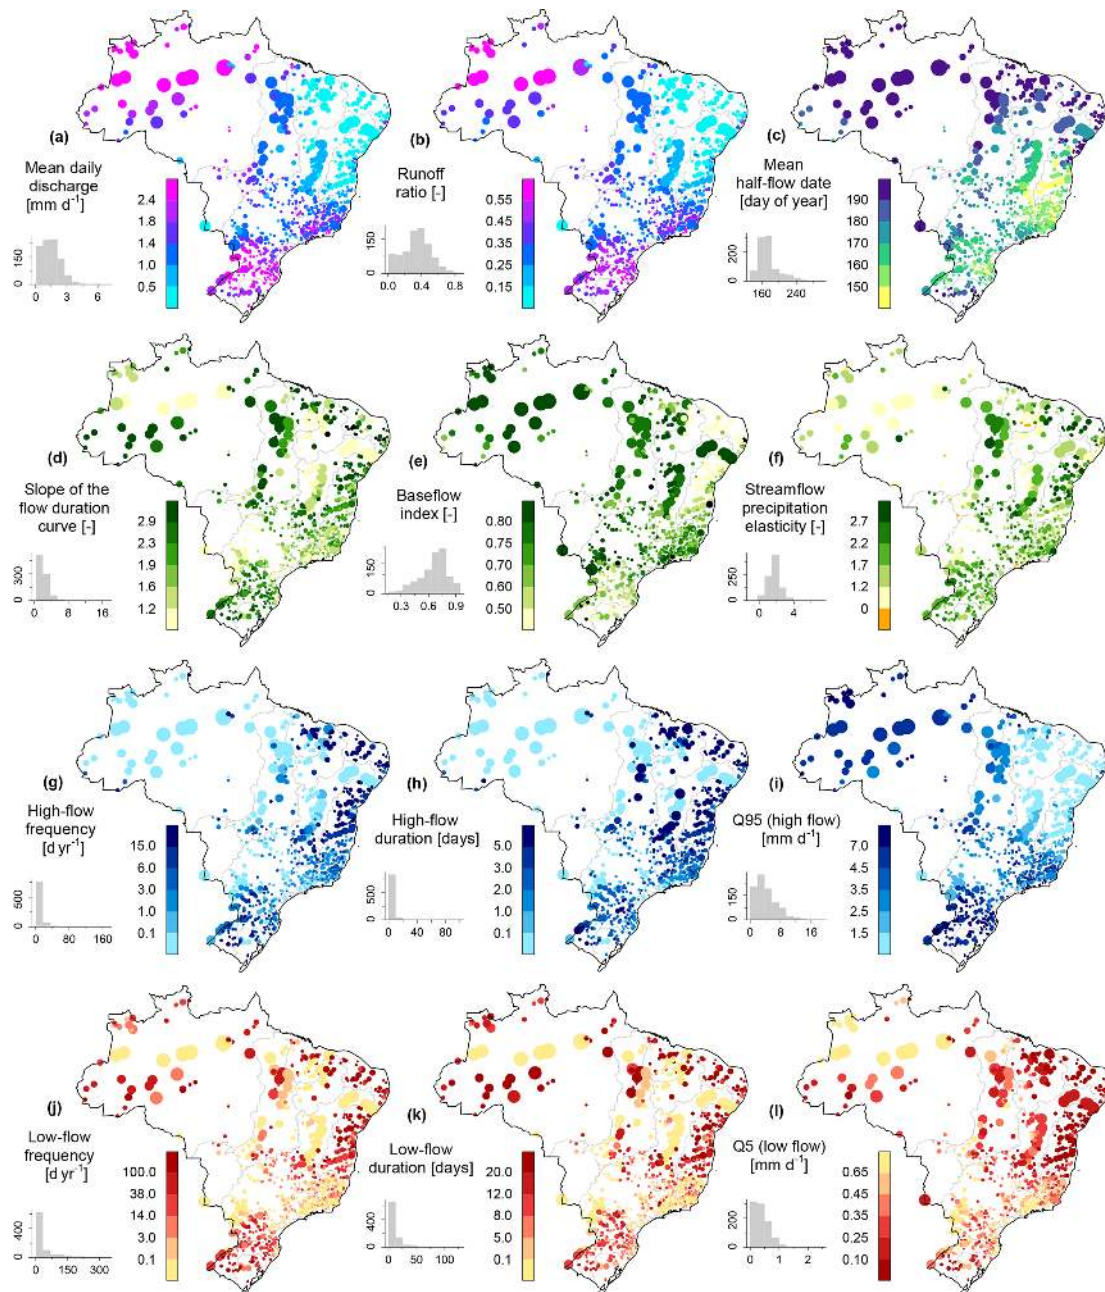 (a)
Mean daily
discharge
[mm d⁻¹]
2.4
1.8
1.4
1.0
0.5
150
0
0 3 6
(b)
Runoff
ratio [-]
0.55
0.45
0.35
0.25
0.15
150
0
0.0 0.4 0.8
(c)
Mean
half-flow date
[day of year]
190
180
170
160
150
200
0
160 240
(d)
Slope of the
flow duration
curve [-]
2.9
2.3
1.9
1.6
1.2
300
0
0 8 16
(e)
Baseflow
index [-]
0.80
0.75
0.70
0.60
0.50
150
0
0.3 0.6 0.9
(f)
Streamflow
precipitation
elasticity [-]
2.7
2.2
1.7
1.2
0
250
0
0 4
(g)
High-flow
frequency
[d yr⁻¹]
15.0
6.0
3.0
1.0
0.1
500
0
0 80 160
(h)
High-flow
duration [days]
5.0
3.0
2.0
1.0
0.1
500
0
0 40 80
(i)
Q95 (high flow)
[mm d⁻¹]
7.0
5.0
3.5
2.5
1.5
150
0
0 8 16
(j)
Low-flow
frequency
[d yr⁻¹]
100.0
38.0
14.0
3.0
0.1
400
0
0 150 300
(k)
Low-flow
duration [days]
20.0
12.0
8.0
5.0
0.1
400
0
0 50 100
(l)
Q5 (low flow)
[mm d⁻¹]
0.65
0.45
0.35
0.25
0.10
200
0
0 1 2